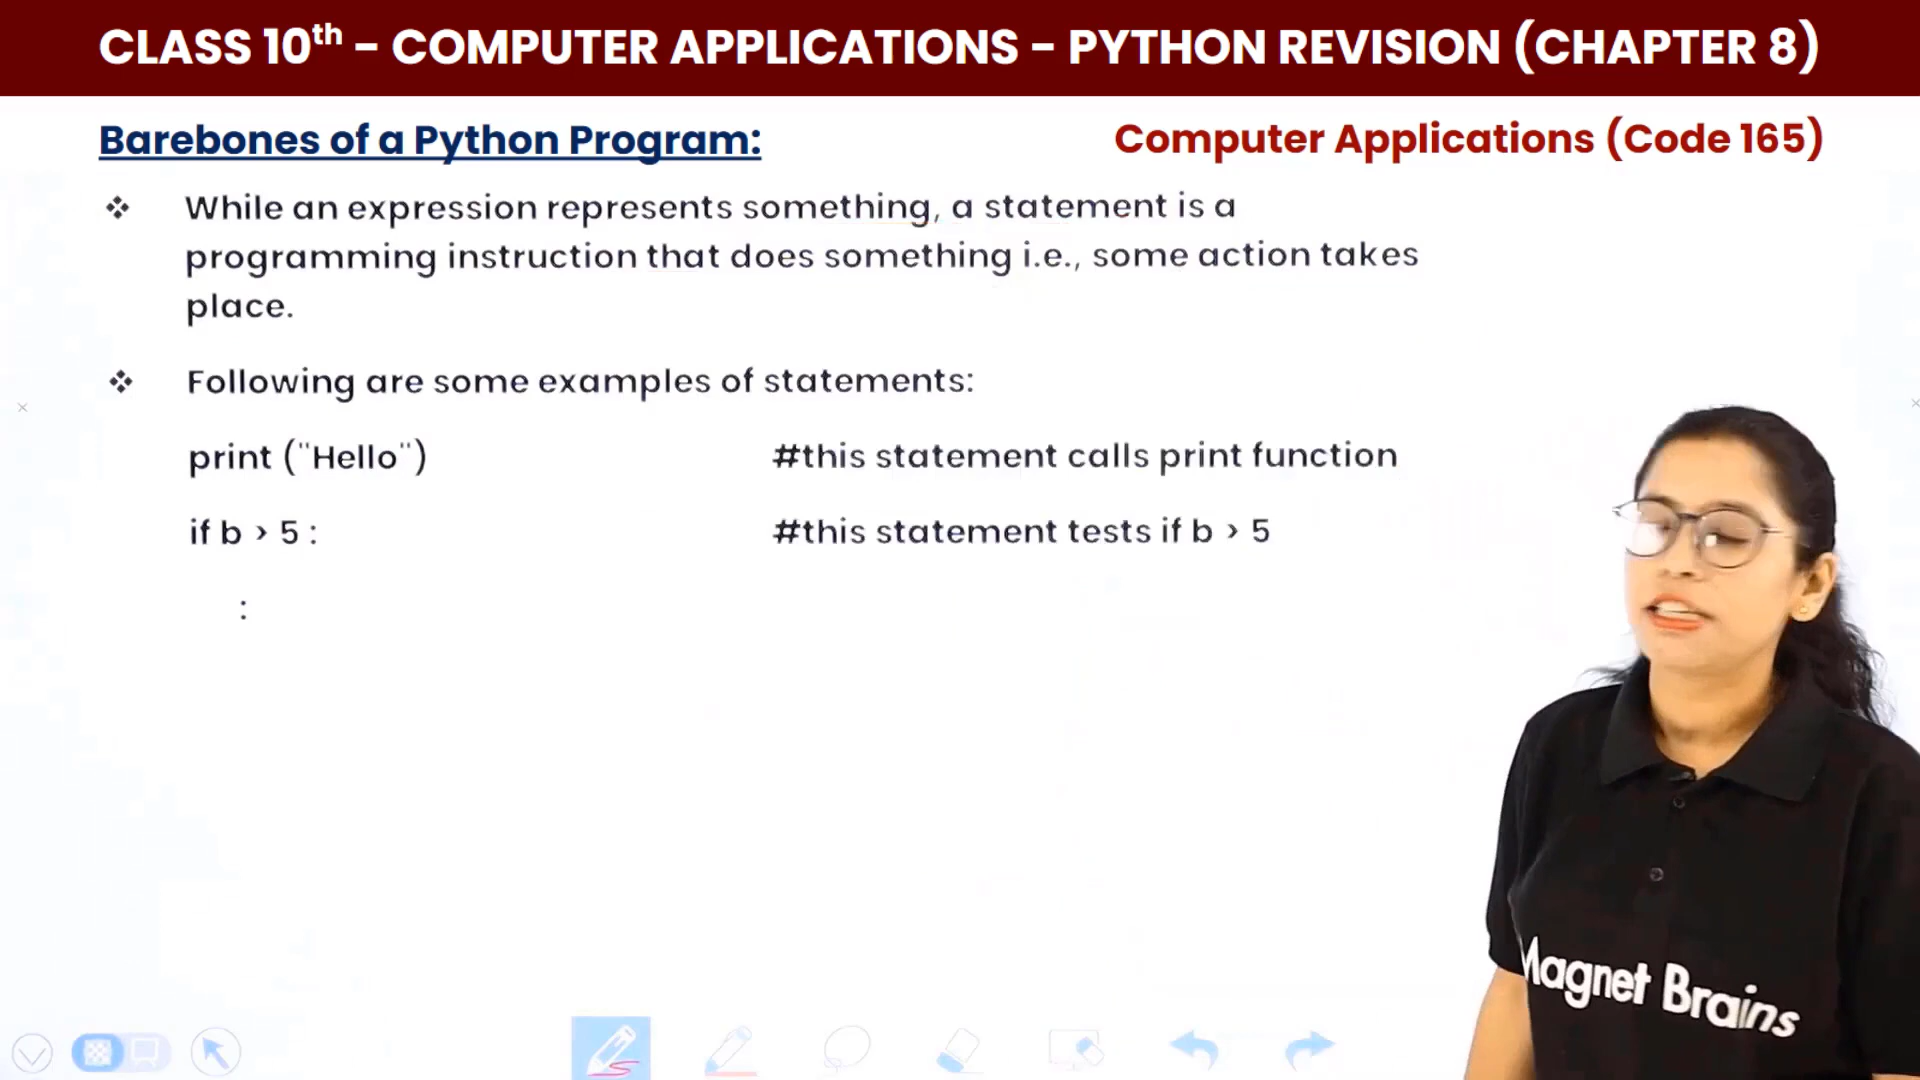 CLASS 10th – COMPUTER APPLICATIONS – PYTHON REVISION (CHAPTER 8)
Barebones of a Python Program:
Computer Applications (Code 165)
❖ While an expression represents something, a statement is a
programming instruction that does something i.e., some action takes
place.
❖ Following are some examples of statements:
print ("Hello") #this statement calls print function
if b > 5 : #this statement tests if b > 5
:
Magnet Brains